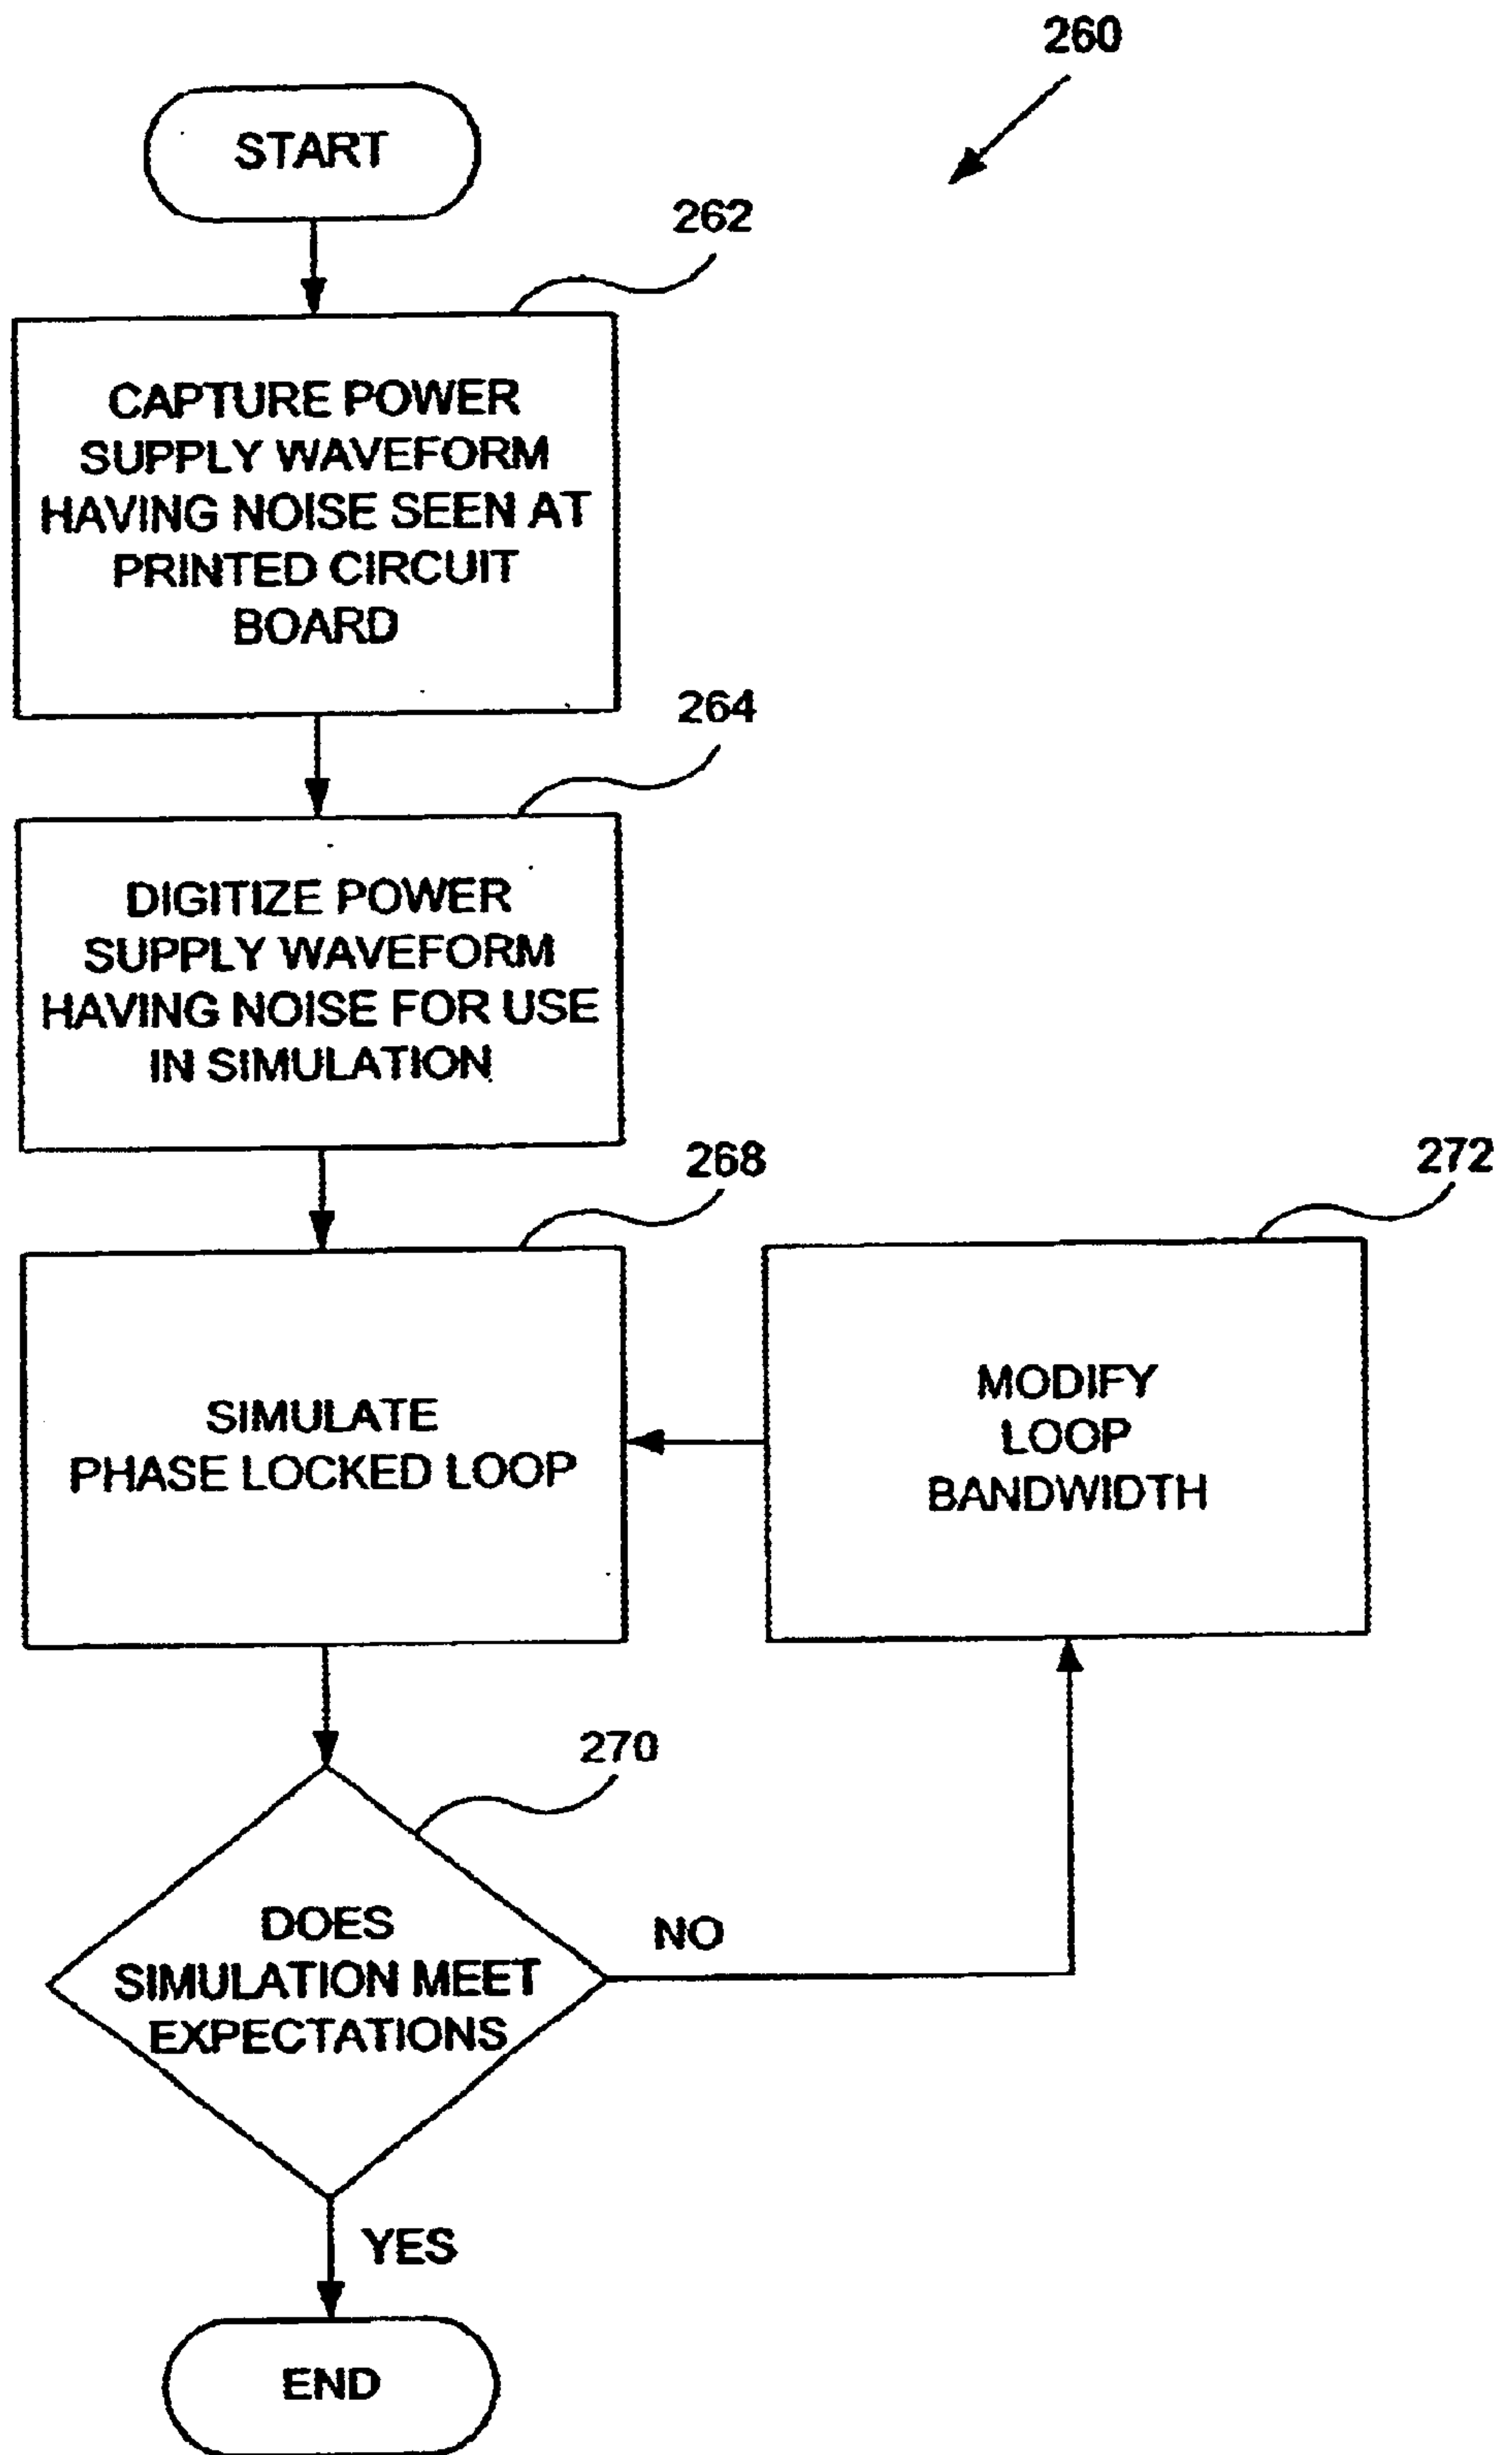 260
START
262
CAPTURE POWER
SUPPLY WAVEFORM
HAVING NOISE SEEN AT
PRINTED CIRCUIT
BOARD
264
DIGITIZE POWER
SUPPLY WAVEFORM
HAVING NOISE FOR USE
IN SIMULATION
268
272
SIMULATE
PHASE LOCKED LOOP
MODIFY
LOOP
BANDWIDTH
270
DOES
SIMULATION MEET
EXPECTATIONS
NO
YES
END